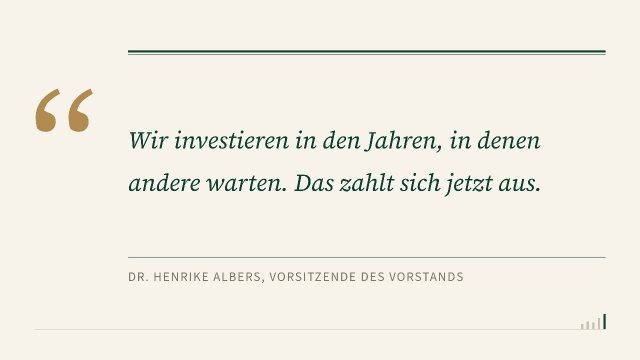 “
Wir investieren in den Jahren, in denen
andere warten. Das zahlt sich jetzt aus.
DR. HENRIKE ALBERS, VORSITZENDE DES VORSTANDS